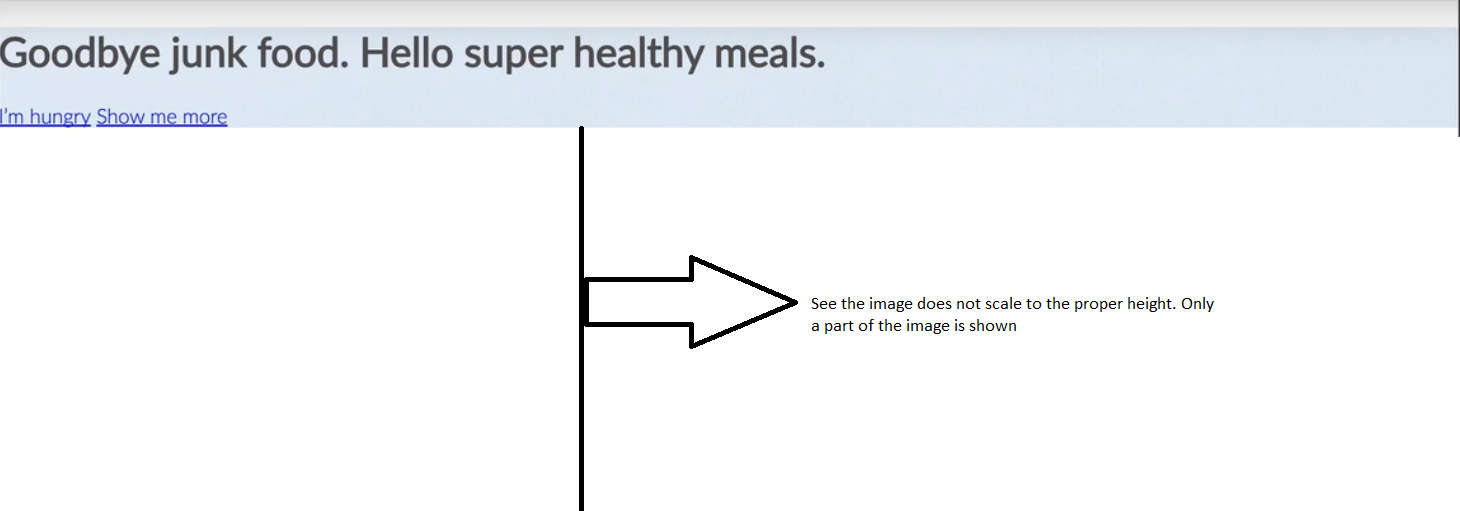 Goodbye junk food. Hello super healthy meals.
I'm hungry Show me more
See the image does not scale to the proper height. Only
a part of the image is shown